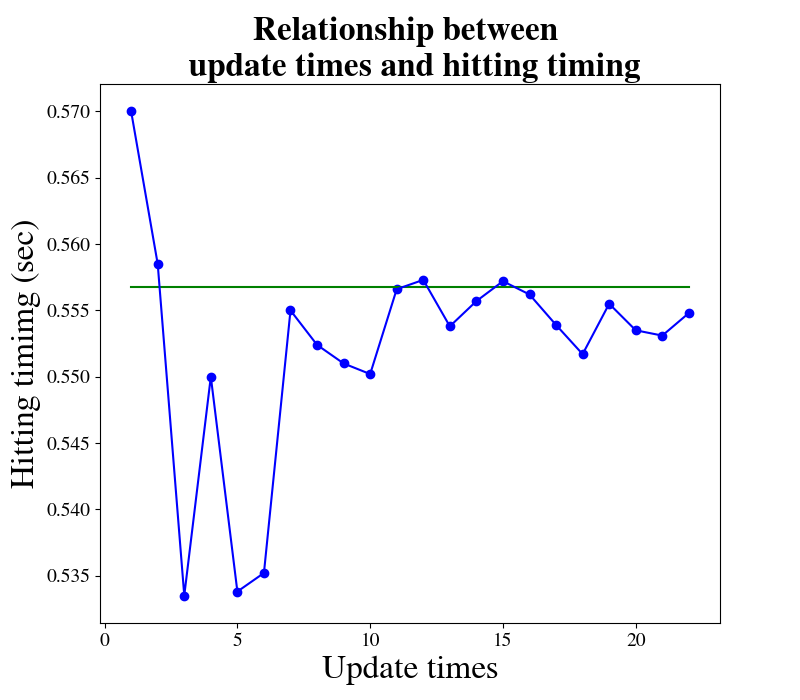 Relationship between
update times and hitting timing
Hitting timimg (sec)
0.570
0.565
0.560
0.555
0.550
0.545
0.540
0.535
0 5 10 15 20
Update times